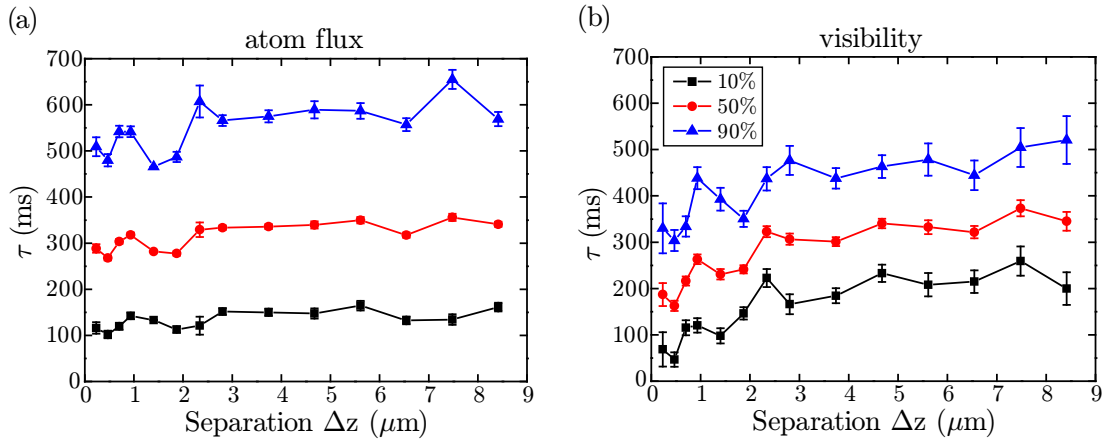 (a)
atom flux
700
600
500
400
300
200
100
0
τ (ms)
0 1 2 3 4 5 6 7 8 9
Separation Δz (μm)
(b)
visibility
700
600
500
400
300
200
100
0
τ (ms)
10%
50%
90%
0 1 2 3 4 5 6 7 8 9
Separation Δz (μm)